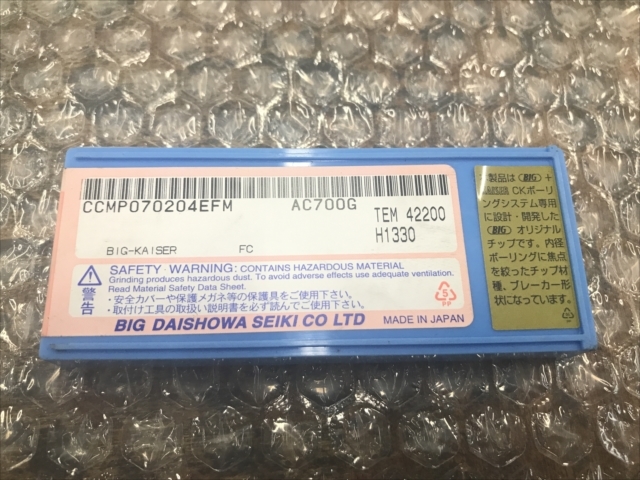 CCMP070204EFM AC700G
TEM 42200
H1330
BIG-KAISER FC
SAFETY WARNING: CONTAINS HAZARDOUS MATERIAL
Grinding produces hazardous dust. To avoid adverse effects use adequate ventilation.
Read Material Safety Data Sheet.
警告
・安全カバーや保護メガネ等の保護具をご使用下さい。
・取付け工具の取扱い説明書を必ず読んでご使用下さい。
BIG DAISHOWA SEIKI CO LTD MADE IN JAPAN
5
PP
製品は BIG +
KAISER CKボーリ
ングシステム専用
に設計・開発した
BIG オリジナル
チップです。内径
ボーリングに焦点
を絞ったチップ材
種、ブレーカー形
状になっています。